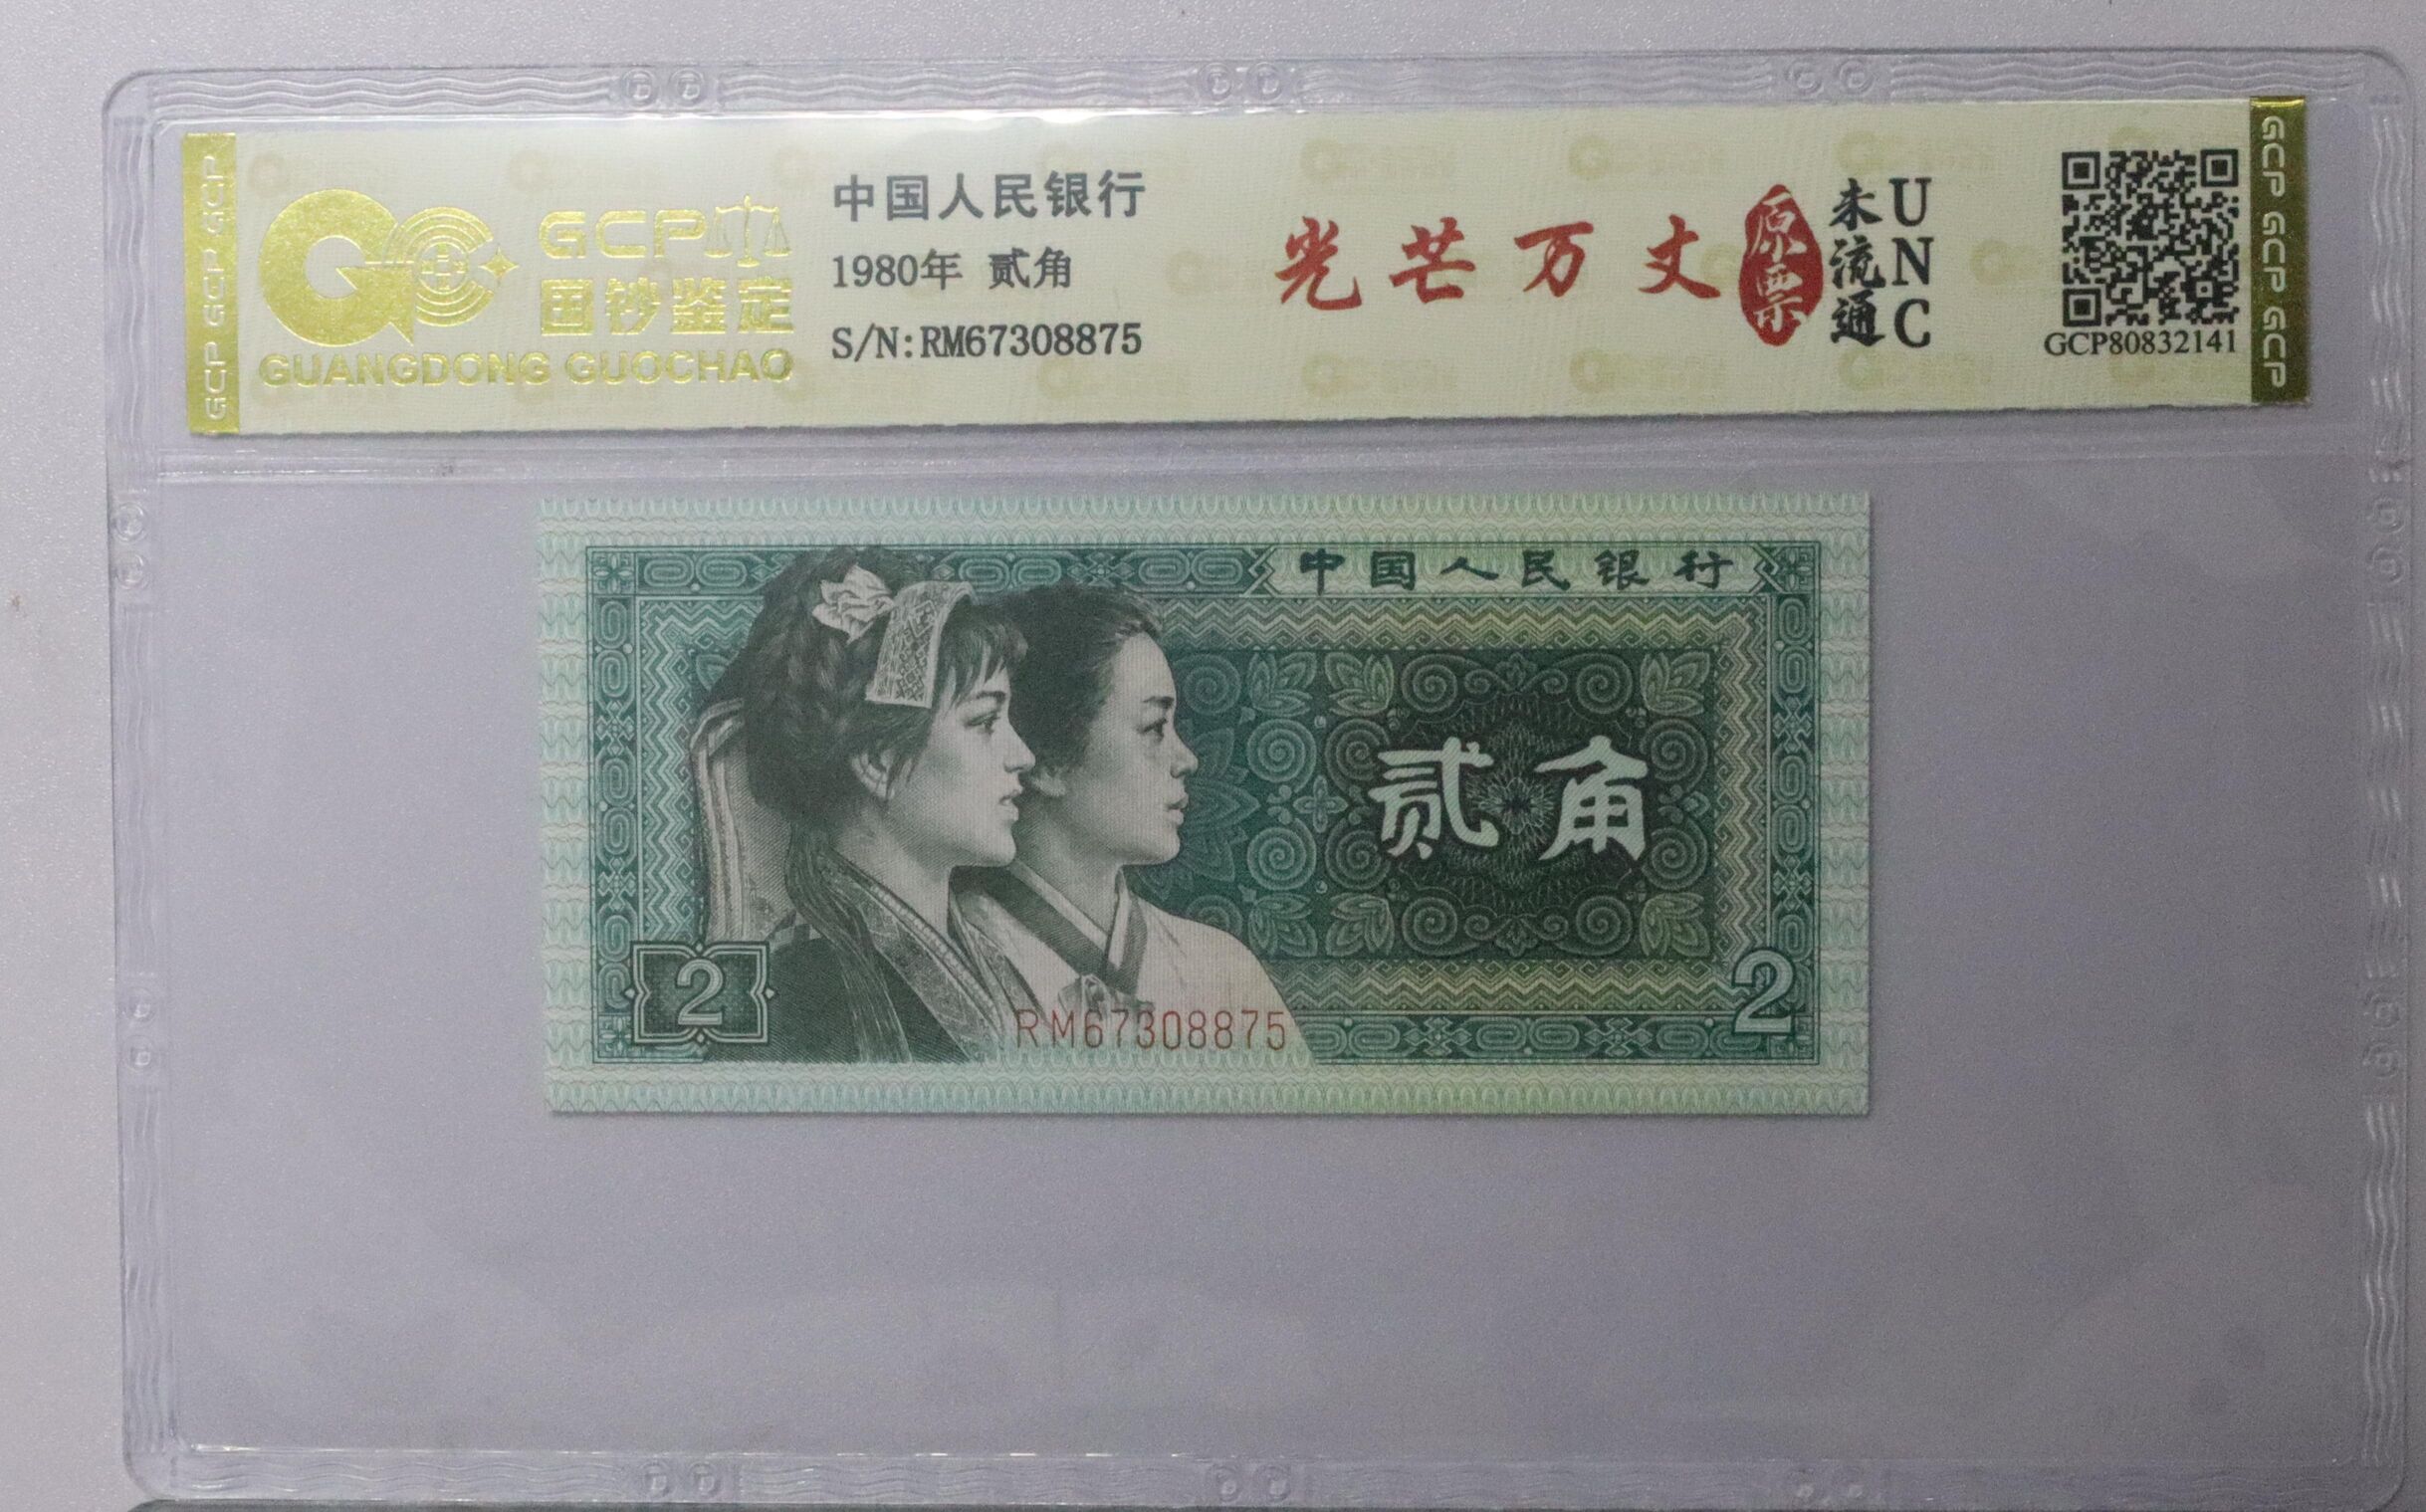 GCP GCP GCP
GCP
国钞鉴定
GUANGDONG GUOCHAO
中国人民银行
1980年 贰角
S/N:RM67308875
光芒万丈
原票
未流通
UNC
GCP80832141
GCP GCP GCP
中国人民银行
贰角
2
RM67308875
2